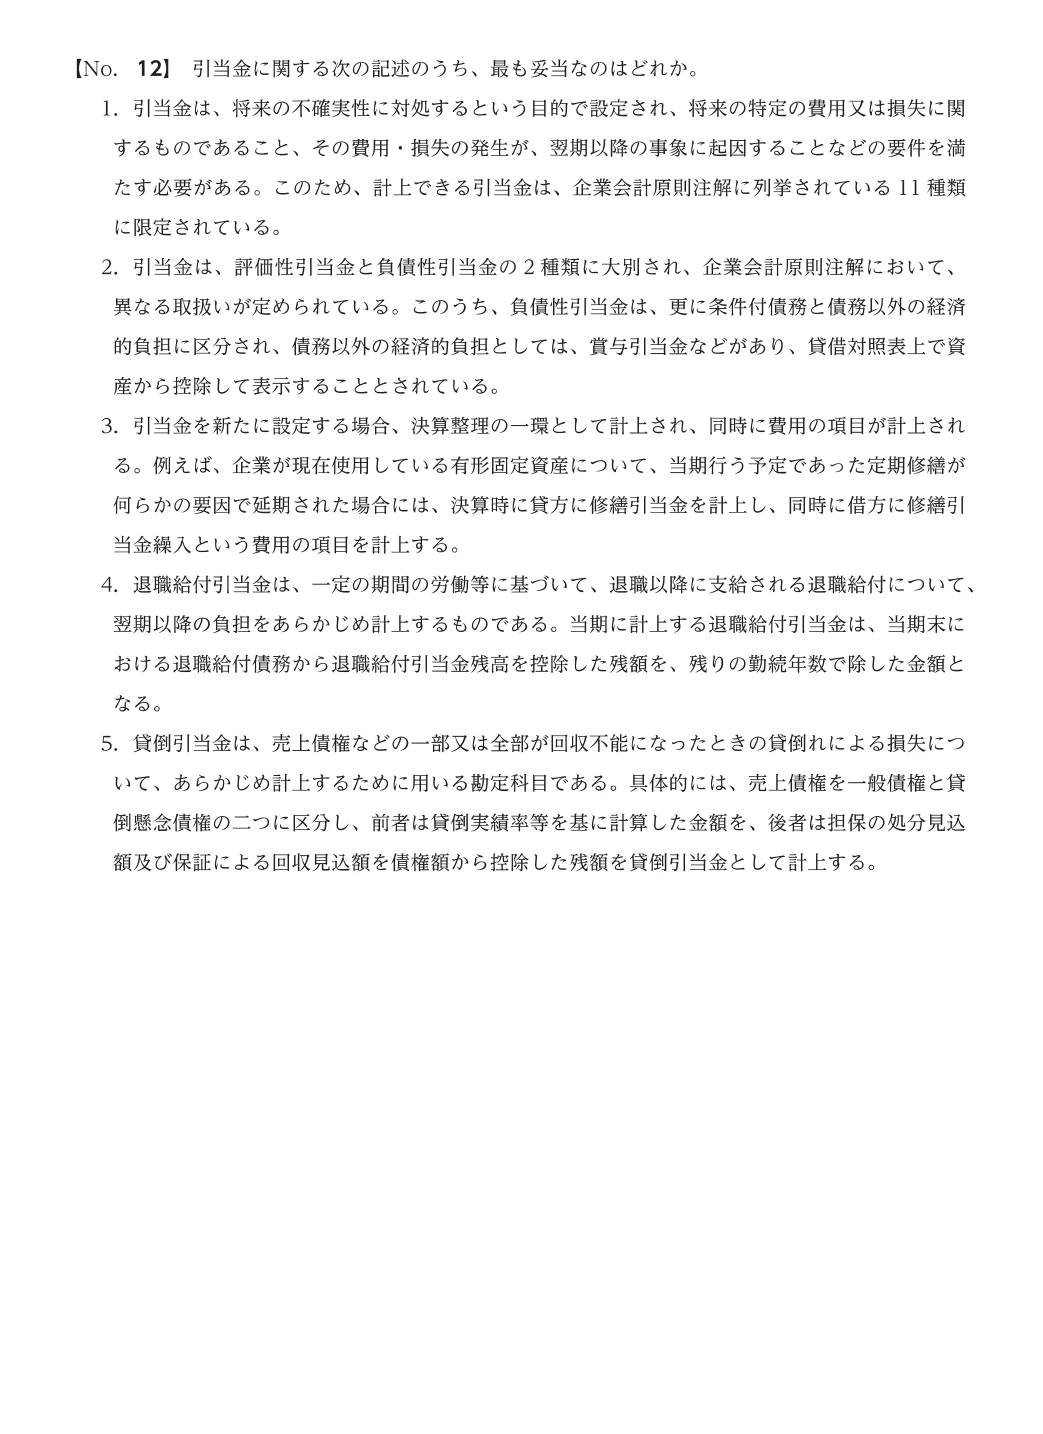 【No. 12】 引当金に関する次の記述のうち、最も妥当なのはどれか。
1. 引当金は、将来の不確実性に対処するという目的で設定され、将来の特定の費用又は損失に関
するものであること、その費用・損失の発生が、翌期以降の事象に起因することなどの要件を満
たす必要がある。このため、計上できる引当金は、企業会計原則注解に列挙されている 11 種類
に限定されている。
2. 引当金は、評価性引当金と負債性引当金の 2 種類に大別され、企業会計原則注解において、
異なる取扱いが定められている。このうち、負債性引当金は、更に条件付債務と債務以外の経済
的負担に区分され、債務以外の経済的負担としては、賞与引当金などがあり、貸借対照表上で資
産から控除して表示することとされている。
3. 引当金を新たに設定する場合、決算整理の一環として計上され、同時に費用の項目が計上され
る。例えば、企業が現在使用している有形固定資産について、当期行う予定であった定期修繕が
何らかの要因で延期された場合には、決算時に貸方に修繕引当金を計上し、同時に借方に修繕引
当金繰入という費用の項目を計上する。
4. 退職給付引当金は、一定の期間の労働等に基づいて、退職以降に支給される退職給付について、
翌期以降の負担をあらかじめ計上するものである。当期に計上する退職給付引当金は、当期末に
おける退職給付債務から退職給付引当金残高を控除した残額を、残りの勤続年数で除した金額と
なる。
5. 貸倒引当金は、売上債権などの一部又は全部が回収不能になったときの貸倒れによる損失につ
いて、あらかじめ計上するために用いる勘定科目である。具体的には、売上債権を一般債権と貸
倒懸念債権の二つに区分し、前者は貸倒実績率等を基に計算した金額を、後者は担保の処分見込
額及び保証による回収見込額を債権額から控除した残額を貸倒引当金として計上する。